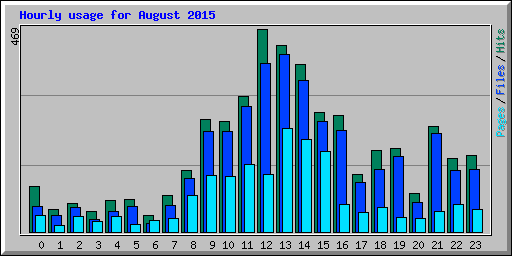 Hourly usage for August 2015
469
Pages/Files/Hits
0 1 2 3 4 5 6 7 8 9 10 11 12 13 14 15 16 17 18 19 20 21 22 23